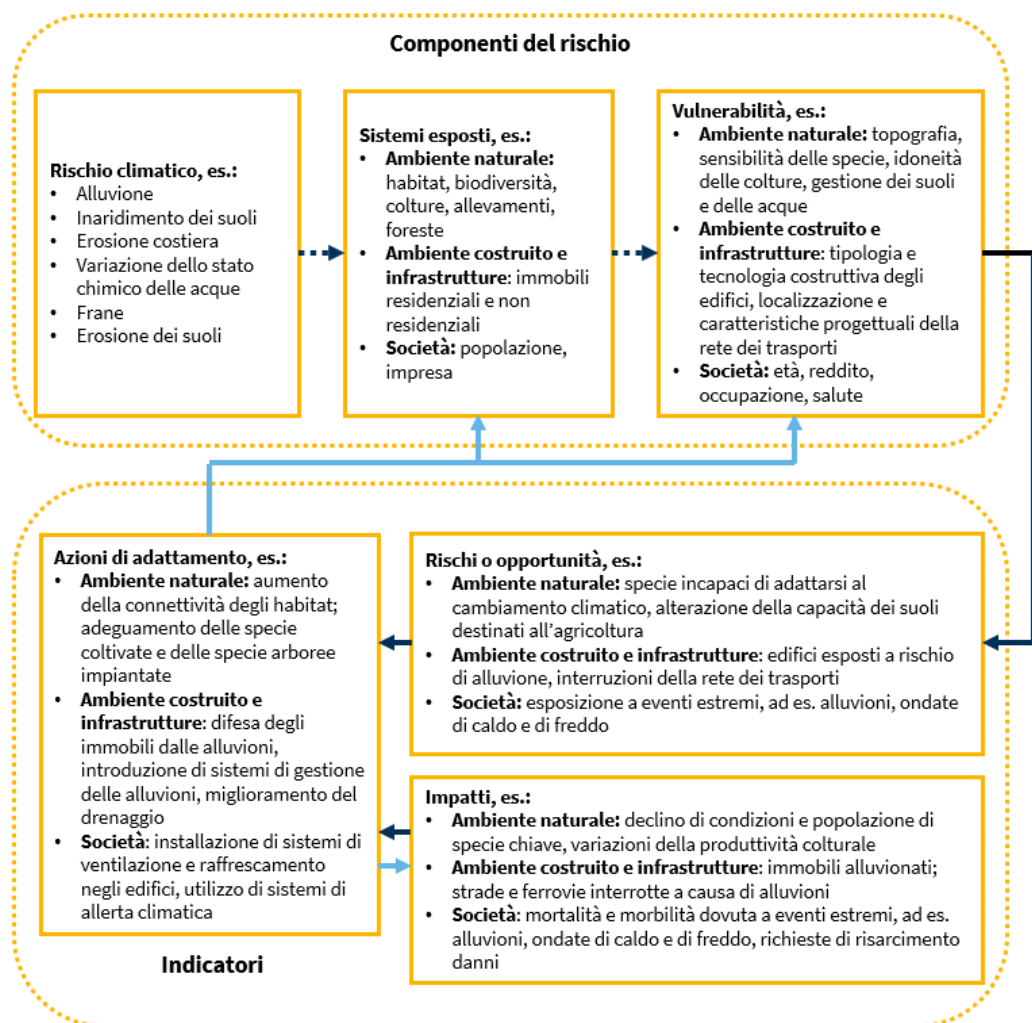 Componenti del rischio
Rischio climatico, es.:
• Alluvione
• Inaridimento dei suoli
• Erosione costiera
• Variazione dello stato
chimico delle acque
• Frane
• Erosione dei suoli
Sistemi esposti, es.:
• Ambiente naturale:
habitat, biodiversità,
colture, allevamenti,
foreste
• Ambiente costruito e
infrastrutture: immobili
residenziali e non
residenziali
• Società: popolazione,
impresa
Vulnerabilità, es.:
• Ambiente naturale: topografia,
sensibilità delle specie, idoneità
delle colture, gestione dei suoli
e delle acque
• Ambiente costruito e
infrastrutture: tipologia e
tecnologia costruttiva degli
edifici, localizzazione e
caratteristiche progettuali della
rete dei trasporti
• Società: età, reddito,
occupazione, salute
Azioni di adattamento, es.:
• Ambiente naturale: aumento
della connettività degli habitat;
adeguamento delle specie
coltivate e delle specie arboree
impiantate
• Ambiente costruito e
infrastrutture: difesa degli
immobili dalle alluvioni,
introduzione di sistemi di gestione
delle alluvioni, miglioramento del
drenaggio
• Società: installazione di sistemi di
ventilazione e raffrescamento
negli edifici, utilizzo di sistemi di
allerta climatica
Rischi o opportunità, es.:
• Ambiente naturale: specie incapaci di adattarsi al
cambiamento climatico, alterazione della capacità dei suoli
destinati all'agricoltura
• Ambiente costruito e infrastrutture: edifici esposti a rischio
di alluvione, interruzioni della rete dei trasporti
• Società: esposizione a eventi estremi, ad es. alluvioni, ondate
di caldo e di freddo
Impatti, es.:
• Ambiente naturale: declino di condizioni e popolazione di
specie chiave, variazioni della produttività colturale
• Ambiente costruito e infrastrutture: immobili alluvionati;
strade e ferrovie interrotte a causa di alluvioni
• Società: mortalità e morbilità dovuta a eventi estremi, ad es.
alluvioni, ondate di caldo e di freddo, richieste di risarcimento
danni
Indicatori